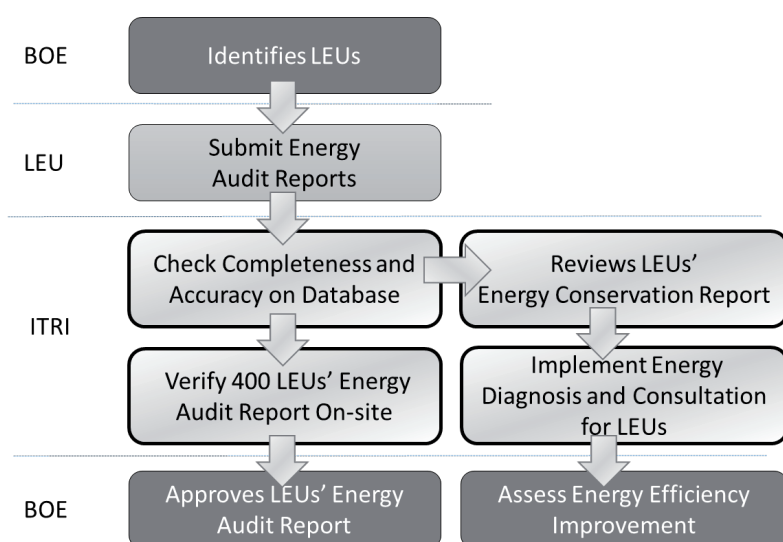 BOE
Identifies LEUs
LEU
Submit Energy
Audit Reports
ITRI
Check Completeness and
Accuracy on Database
Reviews LEUs’
Energy Conservation Report
Verify 400 LEUs’ Energy
Audit Report On-site
Implement Energy
Diagnosis and Consultation
for LEUs
BOE
Approves LEUs’ Energy
Audit Report
Assess Energy Efficiency
Improvement